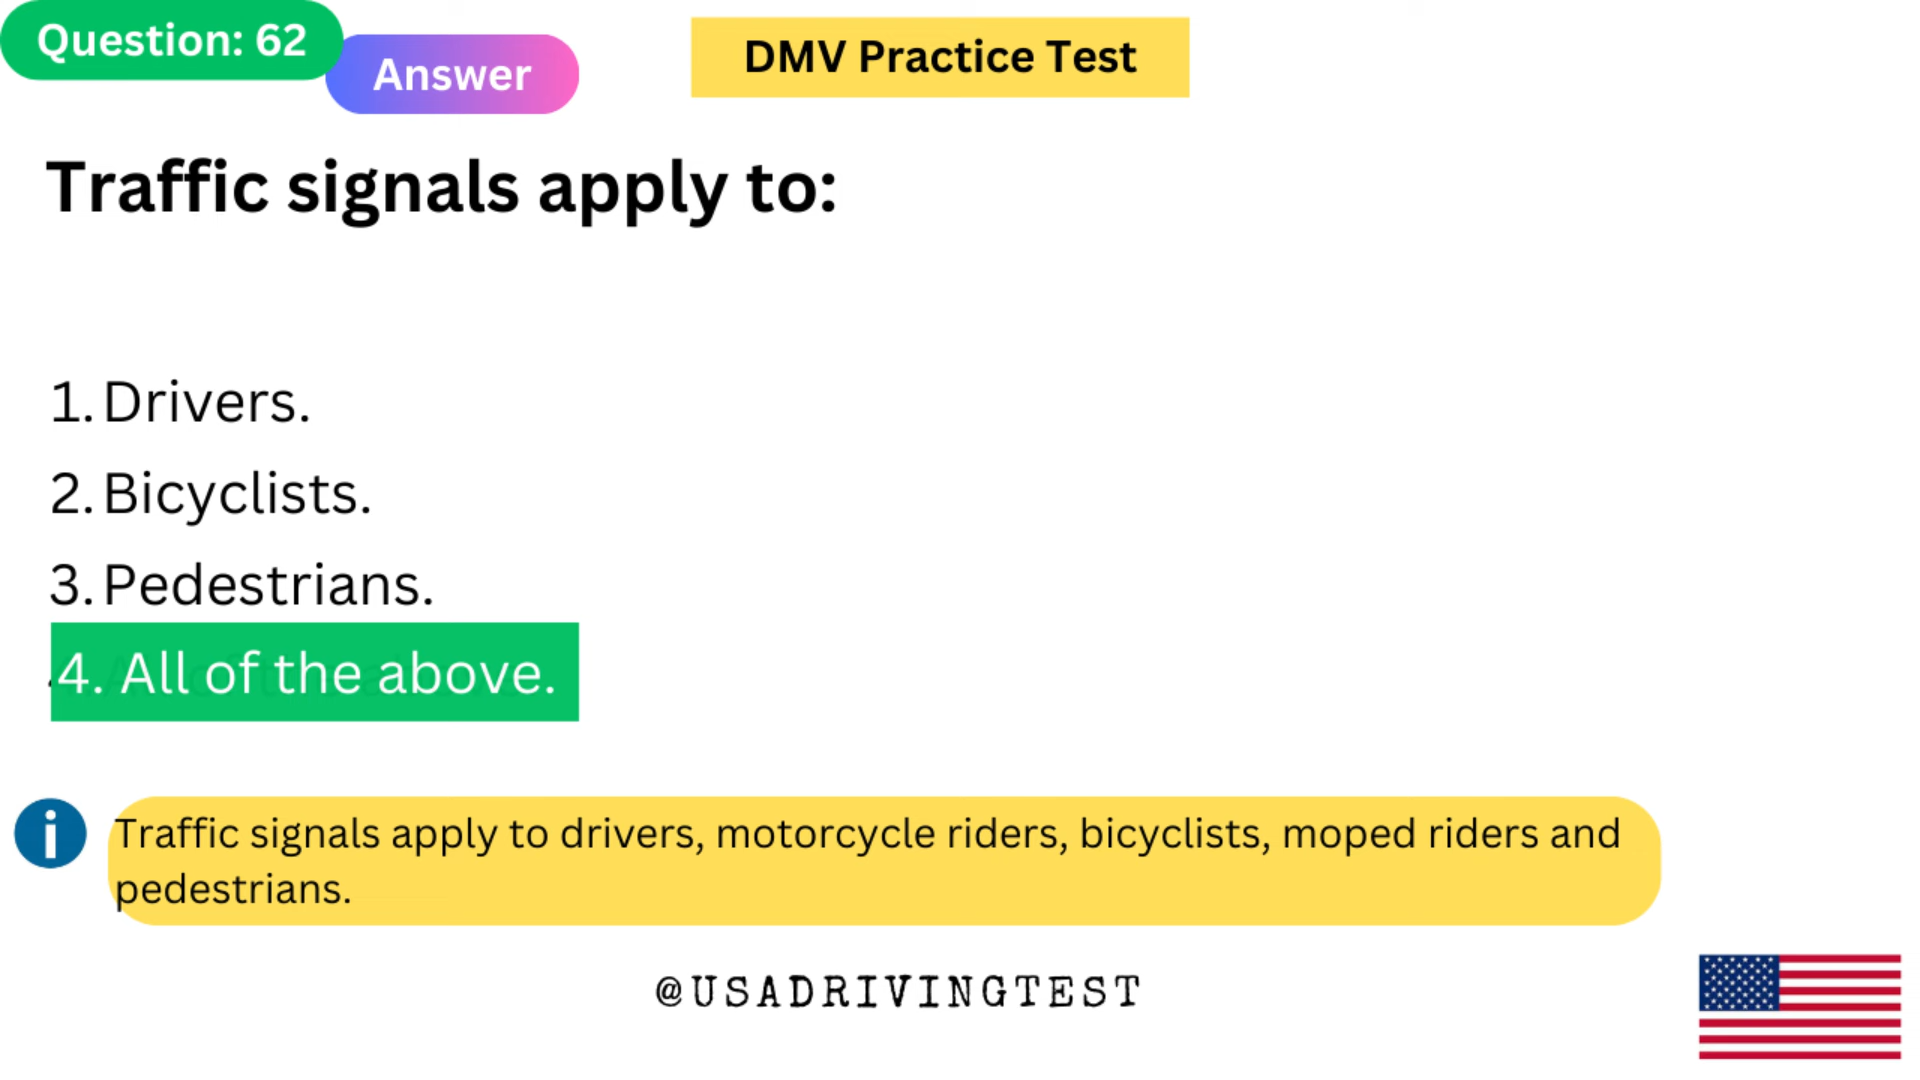 Question: 62
Answer
DMV Practice Test
Traffic signals apply to:
1. Drivers.
2. Bicyclists.
3. Pedestrians.
4. All of the above.
i
Traffic signals apply to drivers, motorcycle riders, bicyclists, moped riders and
pedestrians.
@USADRIVINGTEST